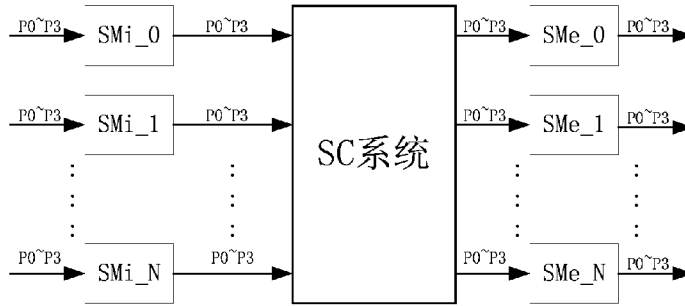 P0~P3 SMi_0 P0~P3 P0~P3 SMe_0 P0~P3
P0~P3 SMi_1 P0~P3 P0~P3 SMe_1 P0~P3
SC系统
P0~P3 SMi_N P0~P3 P0~P3 SMe_N P0~P3